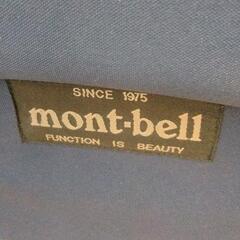 SINCE 1975
mont-bell
FUNCTION IS BEAUTY